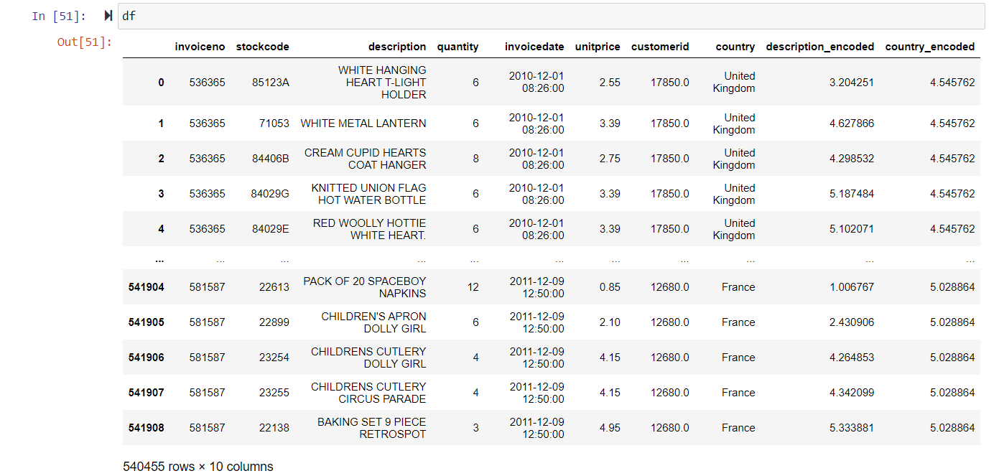 In [51]: df
Out[51]:
invoiceno stockcode description quantity invoicedate unitprice customerid country description_encoded country_encoded
0 536365 85123A WHITE HANGING HEART T-LIGHT HOLDER 6 2010-12-01 08:26:00 2.55 17850.0 United Kingdom 3.204251 4.545762
1 536365 71053 WHITE METAL LANTERN 6 2010-12-01 08:26:00 3.39 17850.0 United Kingdom 4.627866 4.545762
2 536365 84406B CREAM CUPID HEARTS COAT HANGER 8 2010-12-01 08:26:00 2.75 17850.0 United Kingdom 4.298532 4.545762
3 536365 84029G KNITTED UNION FLAG HOT WATER BOTTLE 6 2010-12-01 08:26:00 3.39 17850.0 United Kingdom 5.187484 4.545762
4 536365 84029E RED WOOLLY HOTTIE WHITE HEART. 6 2010-12-01 08:26:00 3.39 17850.0 United Kingdom 5.102071 4.545762
... ... ... ... ... ... ... ... ... ... ...
541904 581587 22613 PACK OF 20 SPACEBOY NAPKINS 12 2011-12-09 12:50:00 0.85 12680.0 France 1.006767 5.028864
541905 581587 22899 CHILDREN'S APRON DOLLY GIRL 6 2011-12-09 12:50:00 2.10 12680.0 France 2.430906 5.028864
541906 581587 23254 CHILDRENS CUTLERY DOLLY GIRL 4 2011-12-09 12:50:00 4.15 12680.0 France 4.264853 5.028864
541907 581587 23255 CHILDRENS CUTLERY CIRCUS PARADE 4 2011-12-09 12:50:00 4.15 12680.0 France 4.342099 5.028864
541908 581587 22138 BAKING SET 9 PIECE RETROSPOT 3 2011-12-09 12:50:00 4.95 12680.0 France 5.333881 5.028864
540455 rows × 10 columns